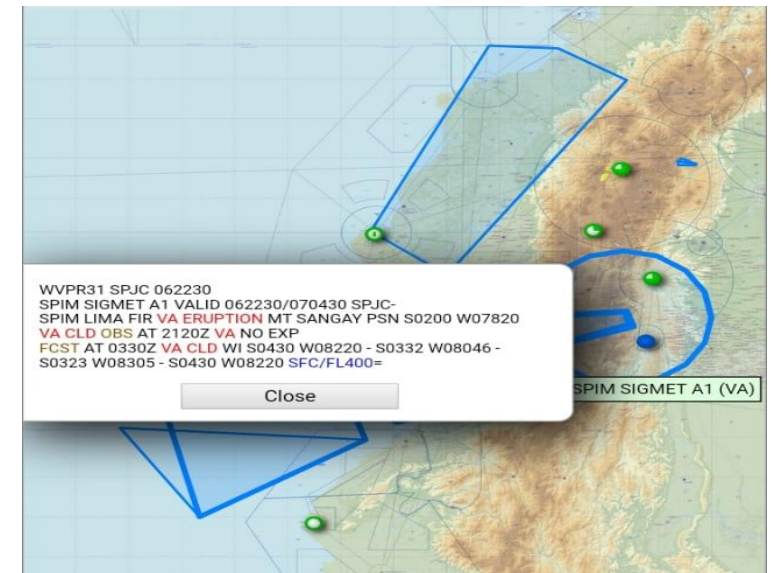 WVPR31 SPJC 062230
SPIM SIGMET A1 VALID 062230/070430 SPJC-
SPIM LIMA FIR VA ERUPTION MT SANGAY PSN S0200 W07820
VA CLD OBS AT 2120Z VA NO EXP
FCST AT 0330Z VA CLD WI S0430 W08220 - S0332 W08046 -
S0323 W08305 - S0430 W08220 SFC/FL400=
Close
SPIM SIGMET A1 (VA)